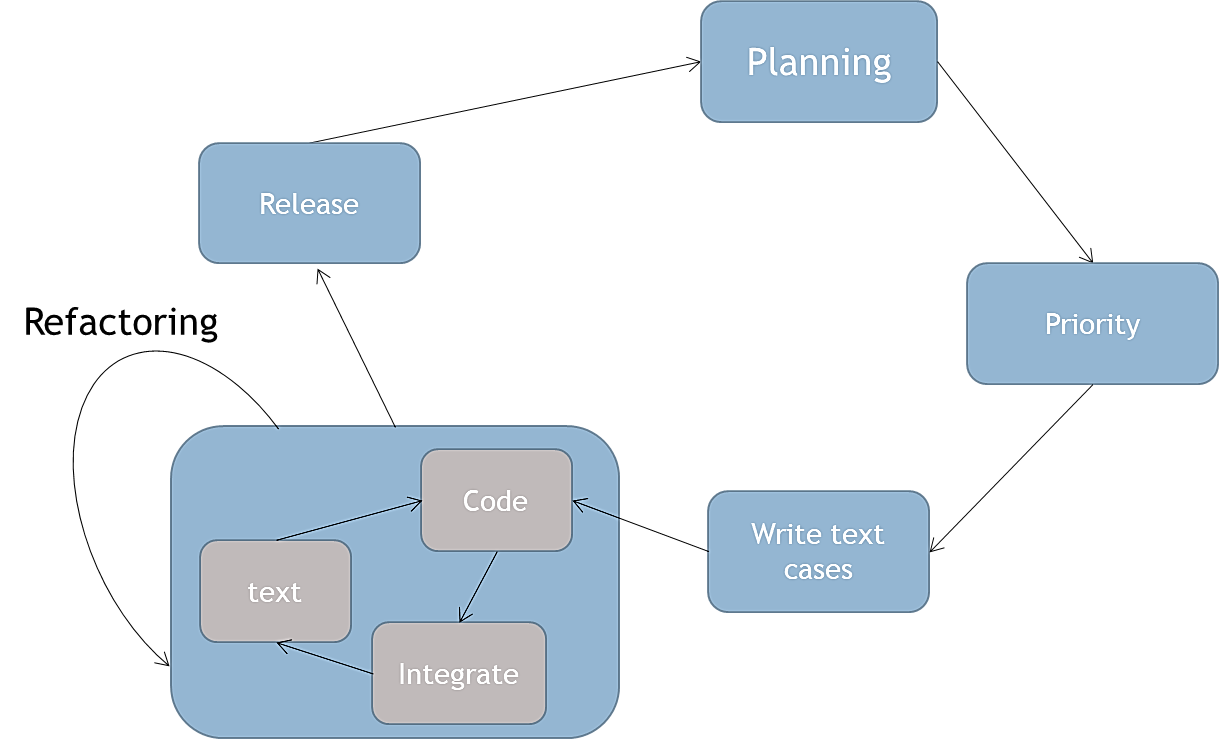 Planning
Release
Priority
Refactoring
Code
Write text
cases
text
Integrate